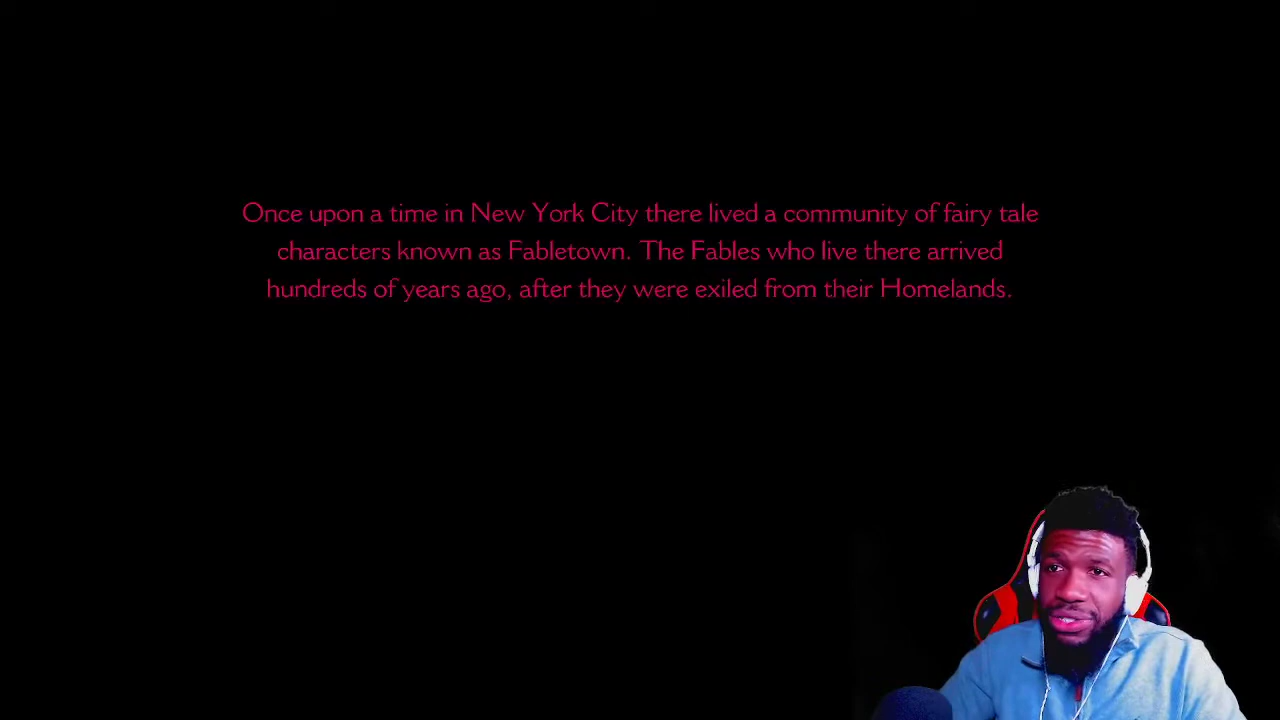 Once upon a time in New York City there lived a community of fairy tale
characters known as Fabletown. The Fables who live there arrived
hundreds of years ago, after they were exiled from their Homelands.